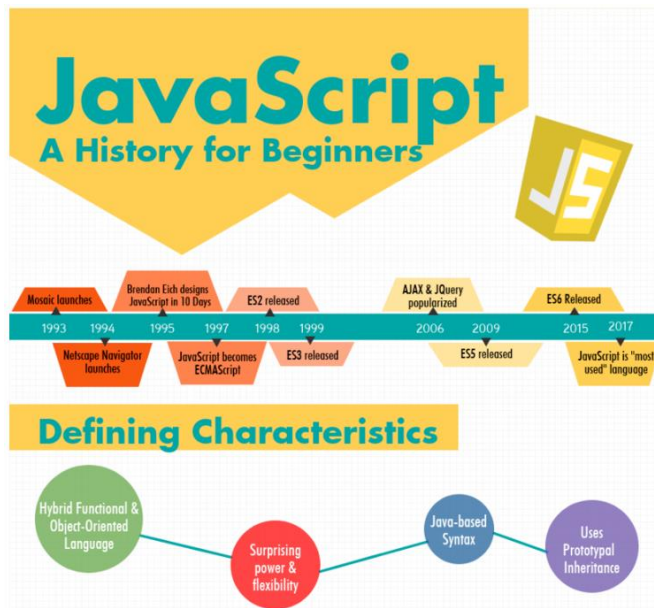 JavaScript
A History for Beginners
JS
Mosaic launches
Brendan Eich designs
JavaScript in 10 Days
ES2 released
AJAX & JQuery
popularized
ES6 Released
1993 1994 1995 1997 1998 1999 2006 2009 2015 2017
Netscape Navigator
launches
JavaScript becomes
ECMAScript
ES3 released
ES5 released
JavaScript is "most
used" language
Defining Characteristics
Hybrid Functional &
Object-Oriented
Language
Surprising
power &
flexibility
Java-based
Syntax
Uses
Prototypal
Inheritance